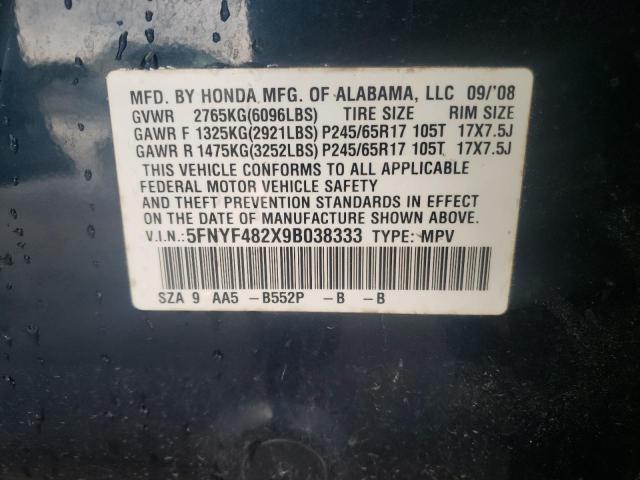 MFD. BY HONDA MFG. OF ALABAMA, LLC 09/'08
GVWR 2765KG(6096LBS) TIRE SIZE RIM SIZE
GAWR F 1325KG(2921LBS) P245/65R17 105T 17X7.5J
GAWR R 1475KG(3252LBS) P245/65R17 105T 17X7.5J
THIS VEHICLE CONFORMS TO ALL APPLICABLE
FEDERAL MOTOR VEHICLE SAFETY
AND THEFT PREVENTION STANDARDS IN EFFECT
ON THE DATE OF MANUFACTURE SHOWN ABOVE.
V.I.N.:5FNYF482X9B038333 TYPE: MPV
SZA 9 AA5 -B552P -B -B